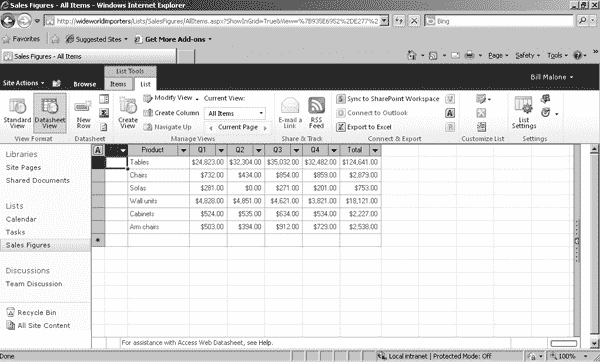 Sales Figures - All Items - Windows Internet Explorer
http://wideworldimporters/Lists/SalesFigures/AllItems.aspx?ShowInGrid=True&View=%7B935E6952%2DE277%2
Bing
Favorites Suggested Sites Get More Add-ons
Sales Figures - All Items
Page Safety Tools
List Tools
Bill Malone
Site Actions Browse Items List
Standard View
Datasheet View
New Row
Create View
Modify View
Create Column
Navigate Up
Current View:
All Items
Current Page
E-mail a Link
RSS Feed
Sync to SharePoint Workspace
Connect to Outlook
Export to Excel
List Settings
View Format Datasheet Manage Views Share & Track Connect & Export Customize List Settings
Libraries
Site Pages
Shared Documents
Lists
Calendar
Tasks
Sales Figures
Discussions
Team Discussion
Recycle Bin
All Site Content
Product Q1 Q2 Q3 Q4 Total
Tables $24,823.00 $32,304.00 $35,032.00 $32,482.00 $124,641.00
Chairs $732.00 $434.00 $854.00 $859.00 $2,879.00
Sofas $281.00 $0.00 $271.00 $201.00 $753.00
Wall units $4,828.00 $4,851.00 $4,621.00 $3,821.00 $18,121.00
Cabinets $524.00 $535.00 $634.00 $534.00 $2,227.00
Arm chairs $503.00 $394.00 $912.00 $729.00 $2,538.00
For assistance with Access Web Datasheet, see Help.
Done
Local intranet | Protected Mode: Off
100%